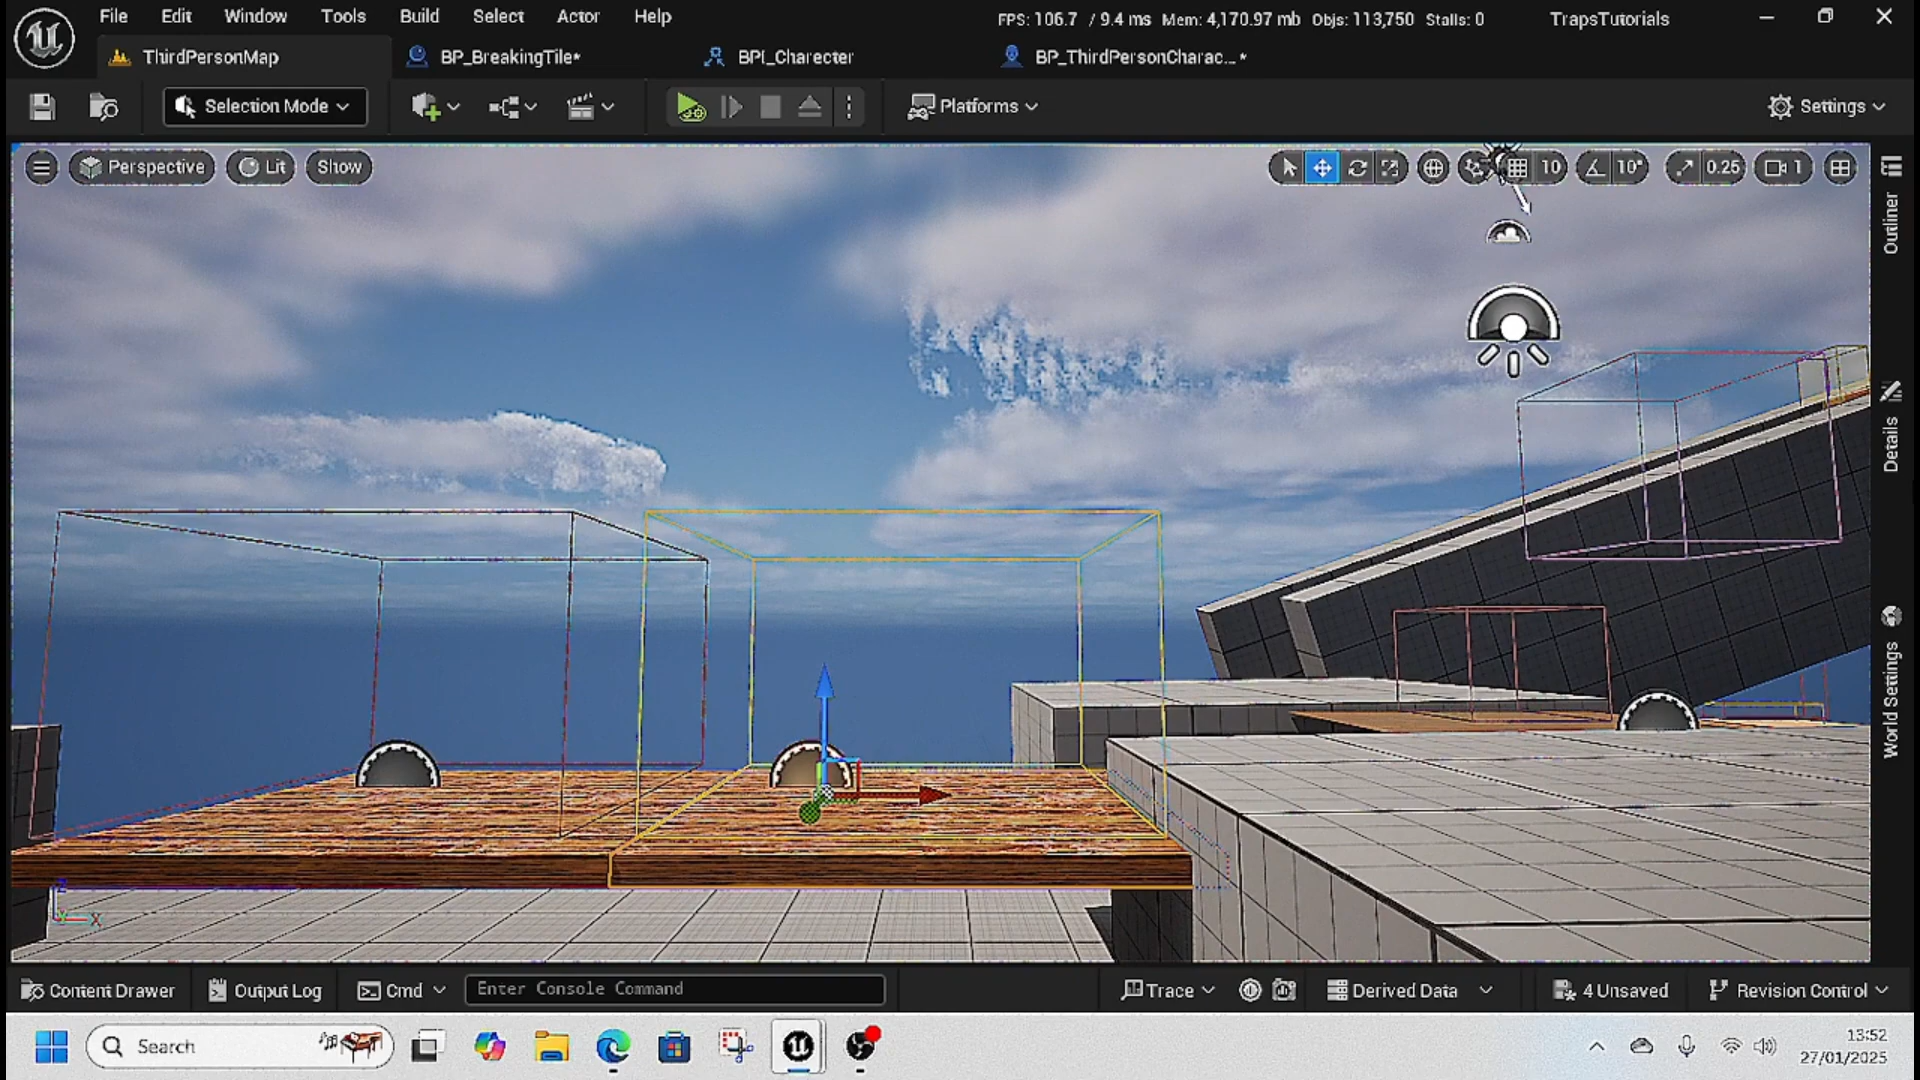 File Edit Window Tools Build Select Actor Help
FPS: 106.7 / 9.4 ms Mem: 4,170.97 mb Objs: 113,750 Stalls: 0
TrapsTutorials
ThirdPersonMap
BP_BreakingTile*
BPI_Charecter
BP_ThirdPersonCharac... *
Selection Mode
Platforms
Settings
Perspective
Lit
Show
10
10°
0.25
1
Outliner
Details
World Settings
Z
Y X
Content Drawer
Output Log
Cmd
Enter Console Command
Trace
Derived Data
4 Unsaved
Revision Control
Search
13:52
27/01/2025